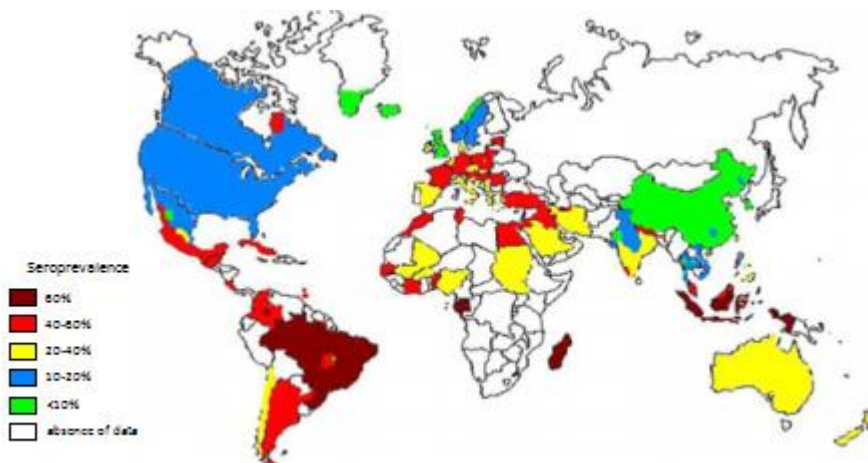 Seroprevalence
60%
40-60%
20-40%
10-20%
<10%
absence of data